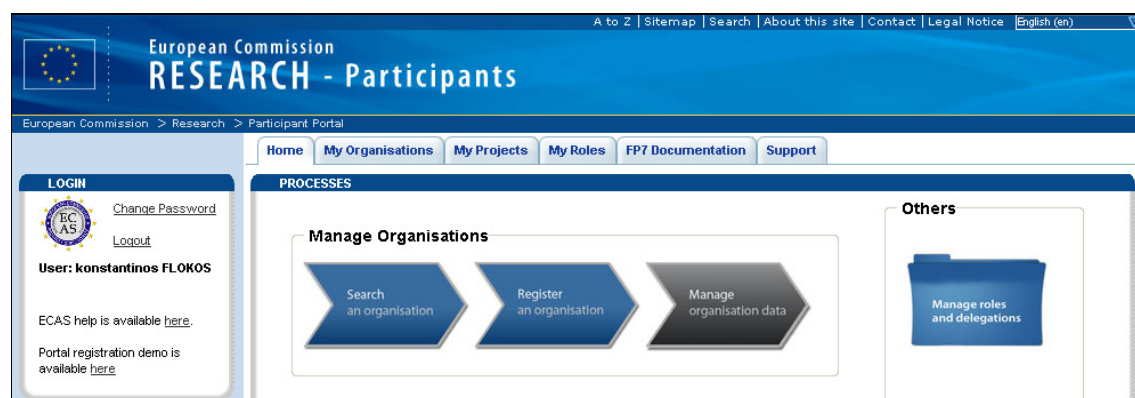 A to Z | Sitemap | Search | About this site | Contact | Legal Notice English (en)
European Commission
RESEARCH - Participants
European Commission > Research > Participant Portal
Home My Organisations My Projects My Roles FP7 Documentation Support
LOGIN
EC
AS
Change Password
Logout
User: konstantinos FLOKOS
ECAS help is available here.
Portal registration demo is
available here
PROCESSES
Manage Organisations
Search
an organisation
Register
an organisation
Manage
organisation data
Others
Manage roles
and delegations